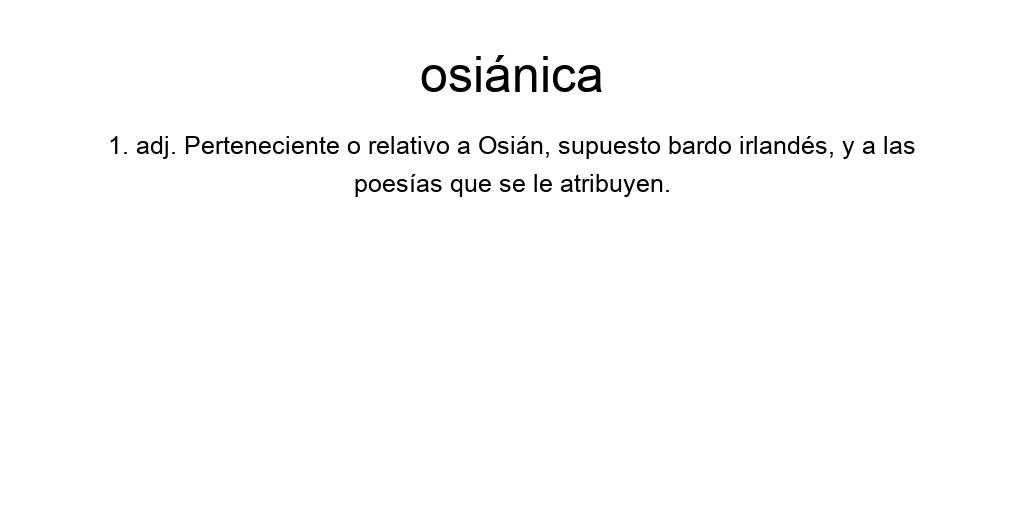 osiánica
1. adj. Perteneciente o relativo a Osián, supuesto bardo irlandés, y a las
poesías que se le atribuyen.